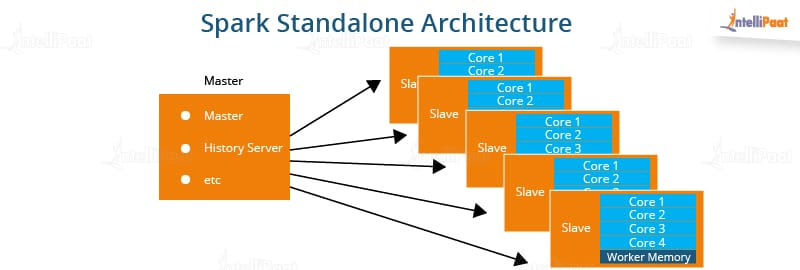 Spark Standalone Architecture
IntelliPaat
Master
Master
History Server
etc
Core 1
Core 2
Sla
Core 1
Core 2
Slave
Core 1
Core 2
Core 3
Slave
Core 1
Core 2
Slave
Core 1
Core 2
Core 3
Core 4
Slave
Worker Memory